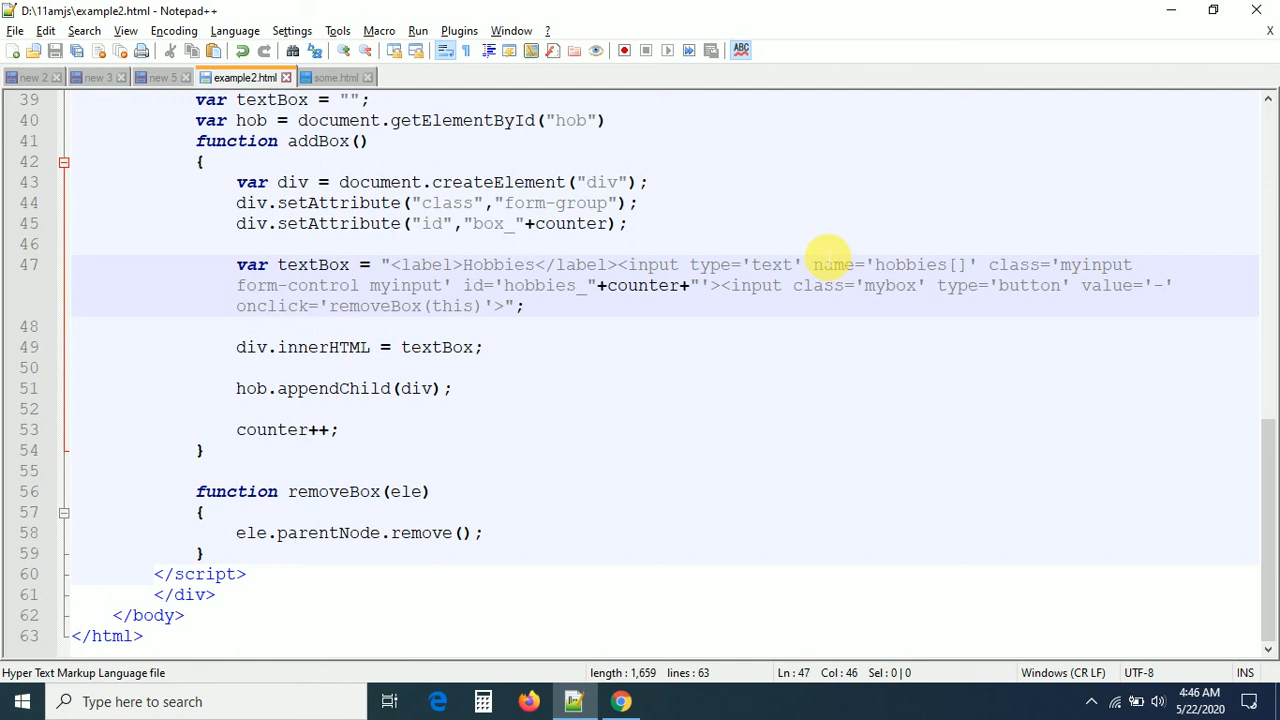 D:\11amjs\example2.html - Notepad++
File Edit Search View Encoding Language Settings Tools Macro Run Plugins Window ?
X
ABC
new 2 new 3 new 5 example2.html some.html
39 var textBox = "";
40 var hob = document.getElementById("hob")
41 function addBox()
42 {
43 var div = document.createElement("div");
44 div.setAttribute("class","form-group");
45 div.setAttribute("id","box_"+counter);
46
47 var textBox = "<label>Hobbies</label><input type='text' name='hobbies[]' class='myinput
form-control myinput' id='hobbies_"+counter+"'><input class='mybox' type='button' value='-'
onclick='removeBox(this)'>";
48
49 div.innerHTML = textBox;
50
51 hob.appendChild(div);
52
53 counter++;
54 }
55
56 function removeBox(ele)
57 {
58 ele.parentNode.remove();
59 }
60 </script>
61 </div>
62 </body>
63 </html>
Hyper Text Markup Language file length : 1,659 lines : 63 Ln : 47 Col : 46 Sel : 0 | 0 Windows (CR LF) UTF-8 INS
Type here to search
4:46 AM
5/22/2020